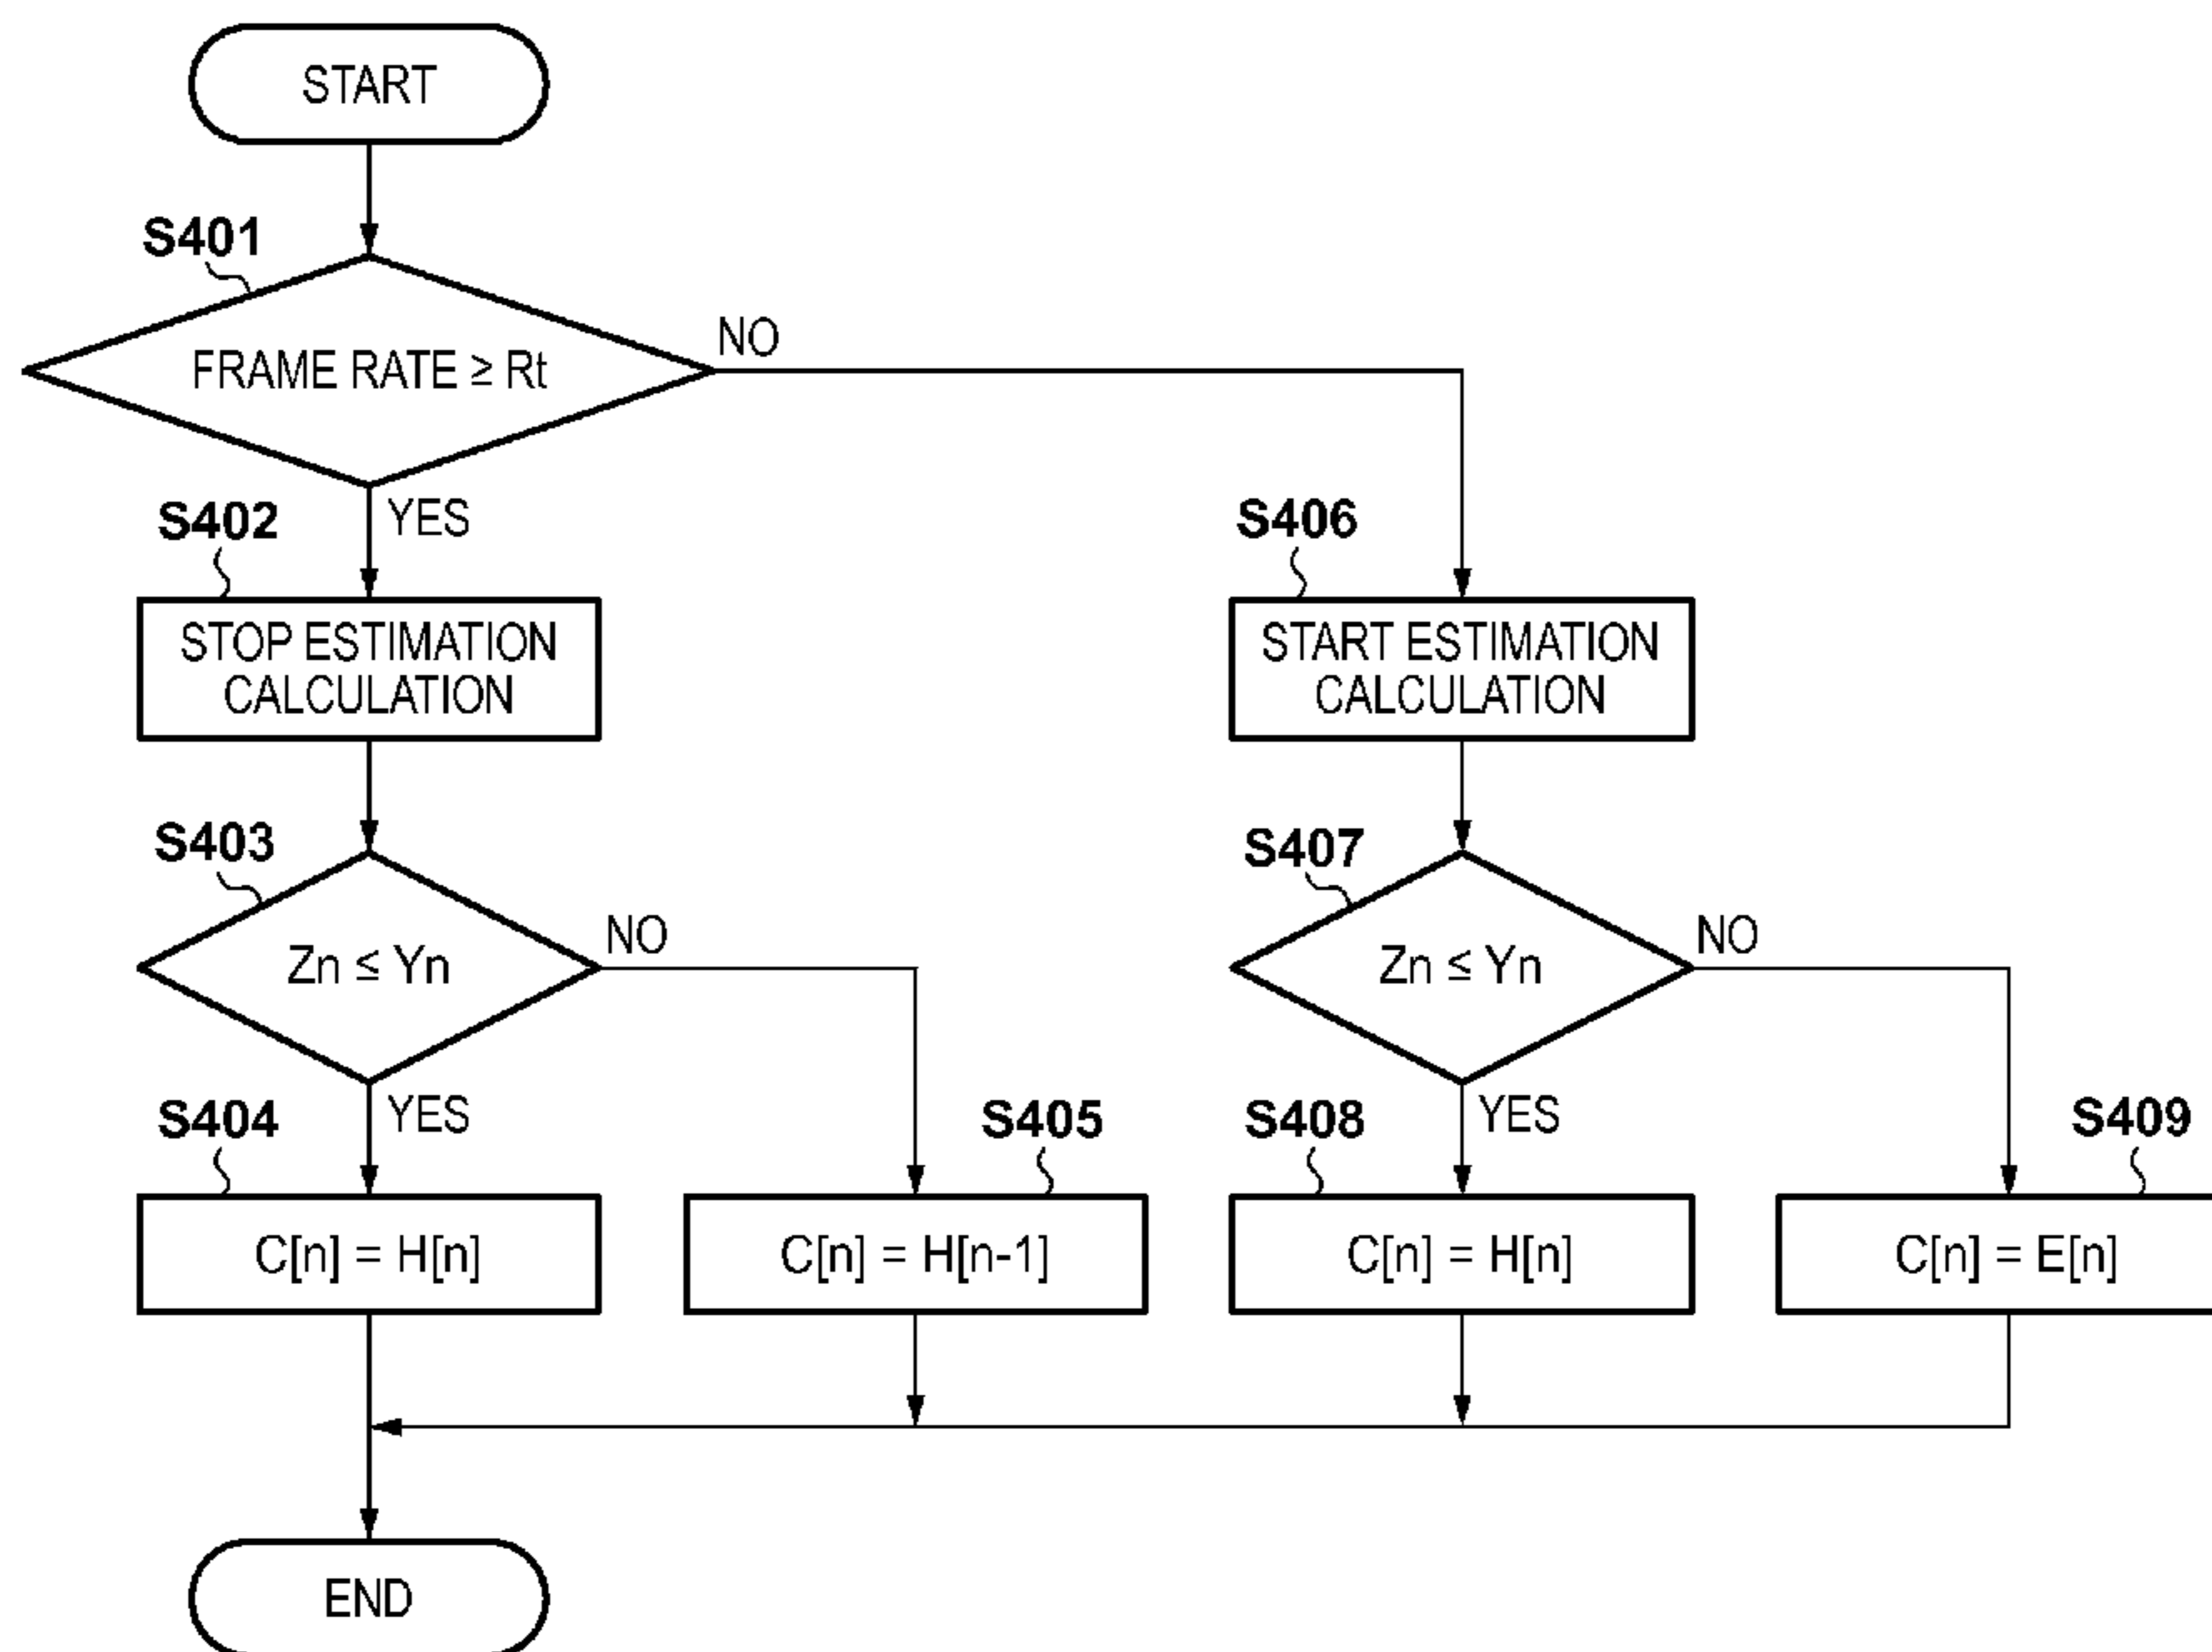 START
S401
FRAME RATE ≥ Rt
NO
YES
S402
STOP ESTIMATION
CALCULATION
S406
START ESTIMATION
CALCULATION
S403
Zn ≤ Yn
NO
YES
S407
Zn ≤ Yn
NO
YES
S404
C[n] = H[n]
S405
C[n] = H[n-1]
S408
C[n] = H[n]
S409
C[n] = E[n]
END